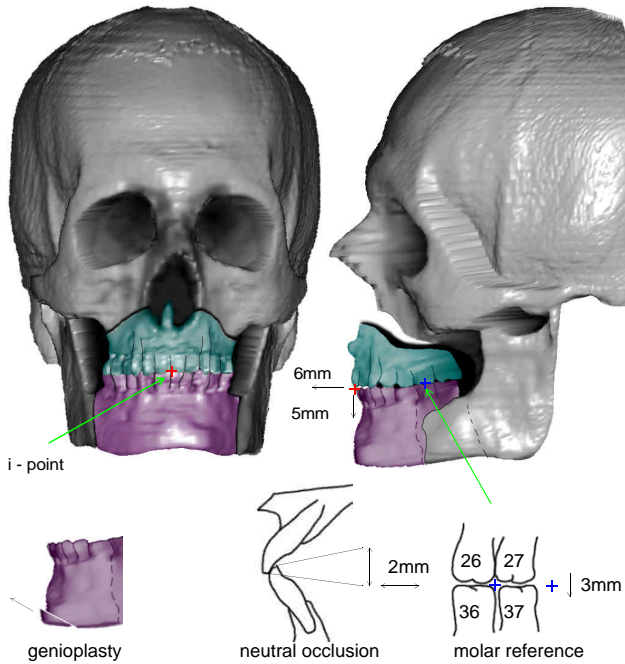 6mm
5mm
i - point
2mm
26 27
3mm
36 37
genioplasty
neutral occlusion
molar reference